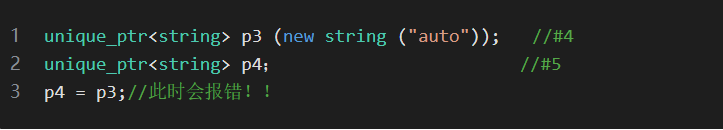 1 unique_ptr<string> p3 (new string ("auto")); //#4
2 unique_ptr<string> p4； //#5
3 p4 = p3;//此时会报错！！